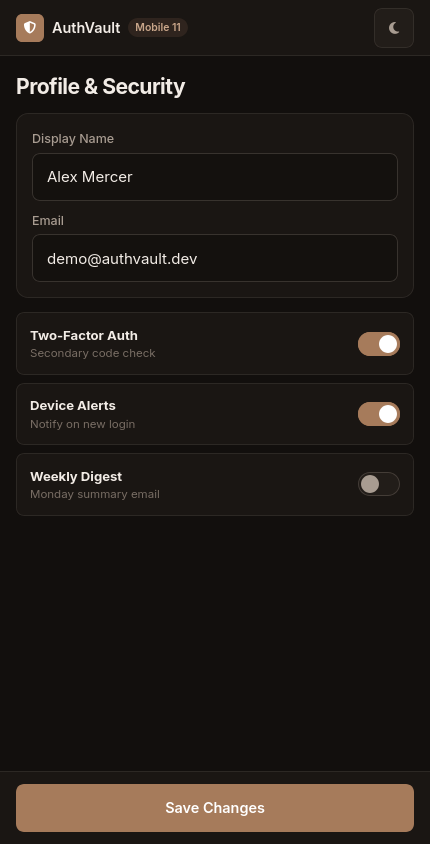 AuthVault Mobile 11
Profile & Security
Display Name
Alex Mercer
Email
demo@authvault.dev
Two-Factor Auth
Secondary code check
Device Alerts
Notify on new login
Weekly Digest
Monday summary email
Save Changes